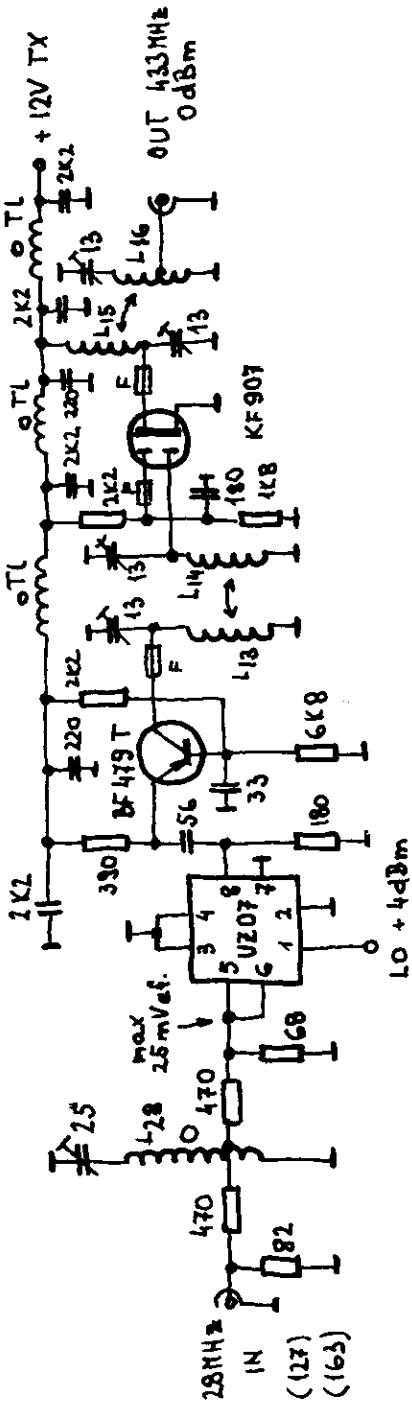 28MHz
IN
(127)
(163)
82
470
L28
25
470
68
max
25mVef.
5
6
3
4
UZ07
8
7
1
2
LO +4dBm
2K2
390
56
180
220
BF479T
33
2K2
6K8
F
13
L13
TL
13
L14
2K2
F
180
1K8
2K2
TL
220
KF907
F
L15
13
2K2
TL
13
L16
2K2
+12V TX
OUT 433MHz
0dBm